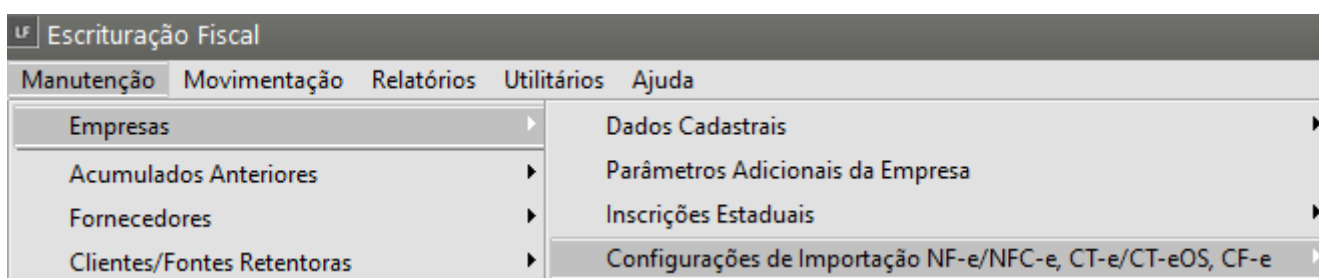 LF Escrituração Fiscal
Manutenção Movimentação Relatórios Utilitários Ajuda
Empresas
Acumulados Anteriores
Fornecedores
Clientes/Fontes Retentoras
Dados Cadastrais
Parâmetros Adicionais da Empresa
Inscrições Estaduais
Configurações de Importação NF-e/NFC-e, CT-e/CT-eOS, CF-e